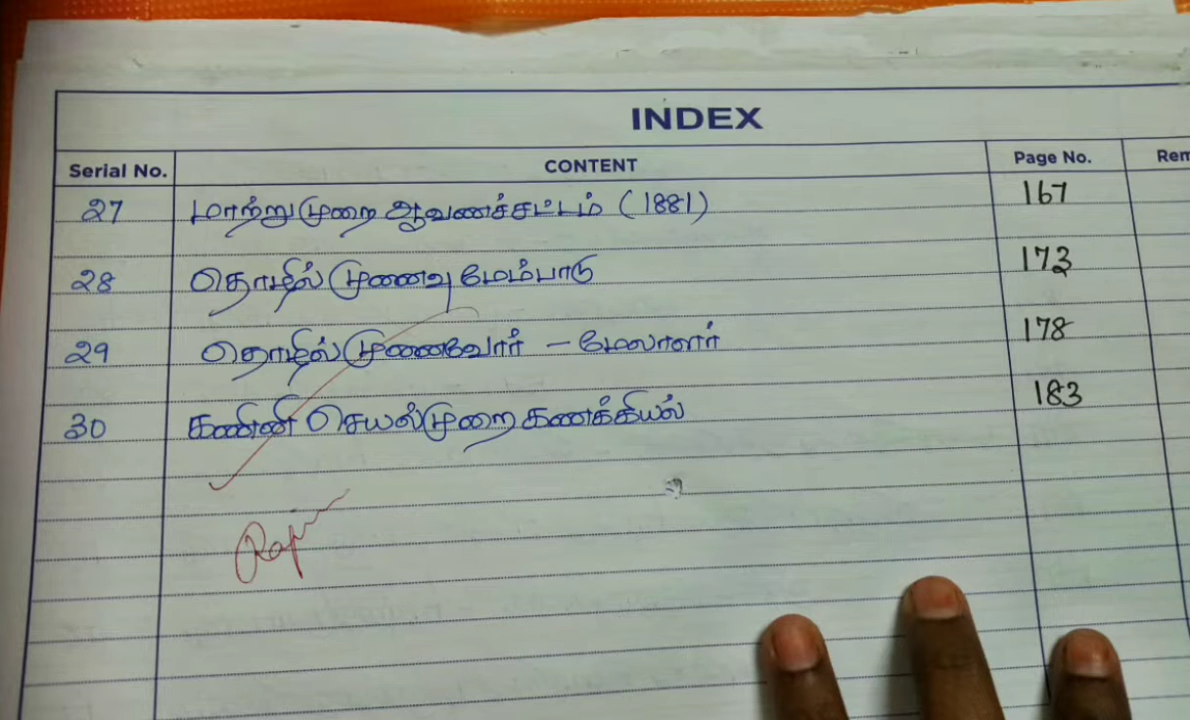 INDEX
Serial No. CONTENT Page No. Rem
27 மாற்றுமுறை ஆவணச்சட்டம் (1881) 167
28 தொழில் முனைவு மேம்பாடு 173
29 தொழில் முனைவோர் - மேலாளர் 178
30 கணினி செயல்முறை கணக்கியல் 183